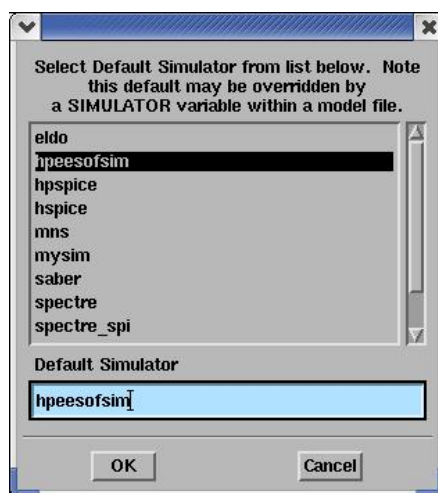 Select Default Simulator from list below. Note
this default may be overridden by
a SIMULATOR variable within a model file.
eldo
hpeesofsim
hpspice
hspice
mns
mysim
saber
spectre
spectre_spi
Default Simulator
hpeesofsim
OK
Cancel